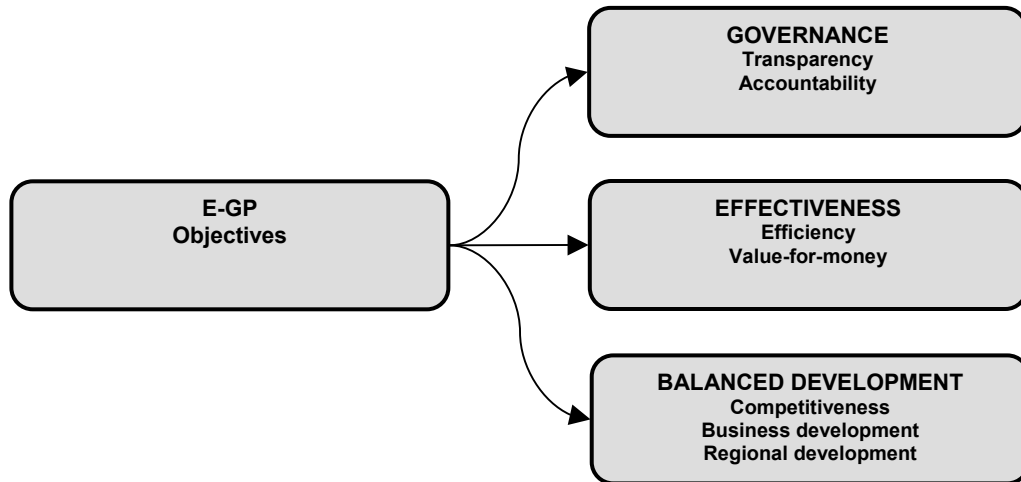 GOVERNANCE
Transparency
Accountability
E-GP
Objectives
EFFECTIVENESS
Efficiency
Value-for-money
BALANCED DEVELOPMENT
Competitiveness
Business development
Regional development